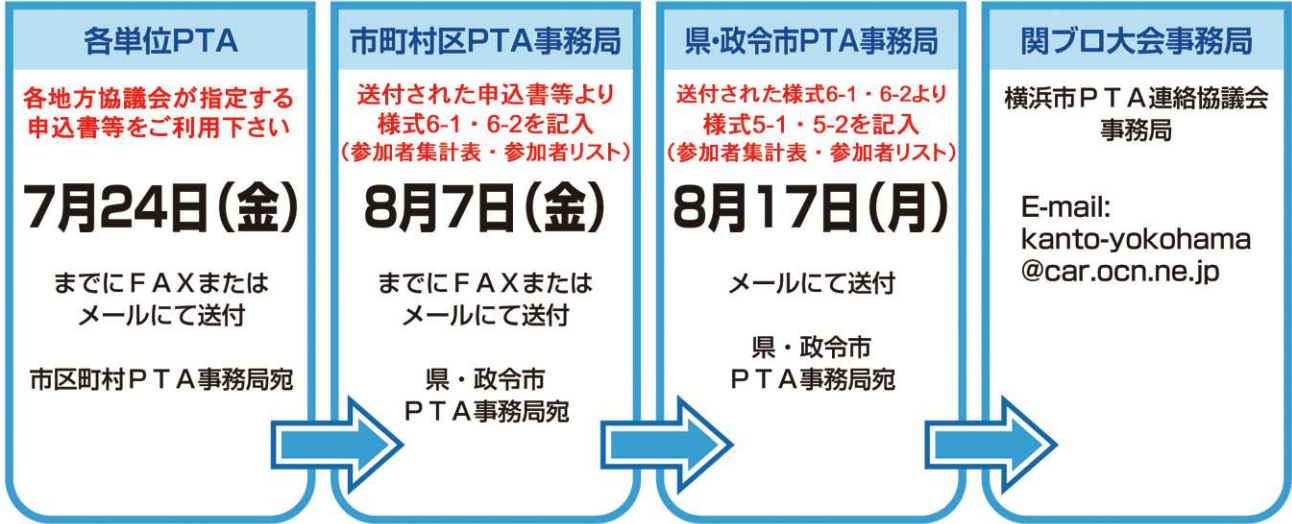 各単位PTA
各地方協議会が指定する
申込書等をご利用下さい
7月24日(金)
までにFAXまたは
メールにて送付
市区町村PTA事務局宛
市町村区PTA事務局
送付された申込書等より
様式6-1・6-2を記入
(参加者集計表・参加者リスト)
8月7日(金)
までにFAXまたは
メールにて送付
県・政令市
PTA事務局宛
県・政令市PTA事務局
送付された様式6-1・6-2より
様式5-1・5-2を記入
(参加者集計表・参加者リスト)
8月17日(月)
メールにて送付
県・政令市
PTA事務局宛
関ブロ大会事務局
横浜市PTA連絡協議会
事務局
E-mail:
kanto-yokohama
@car.ocn.ne.jp